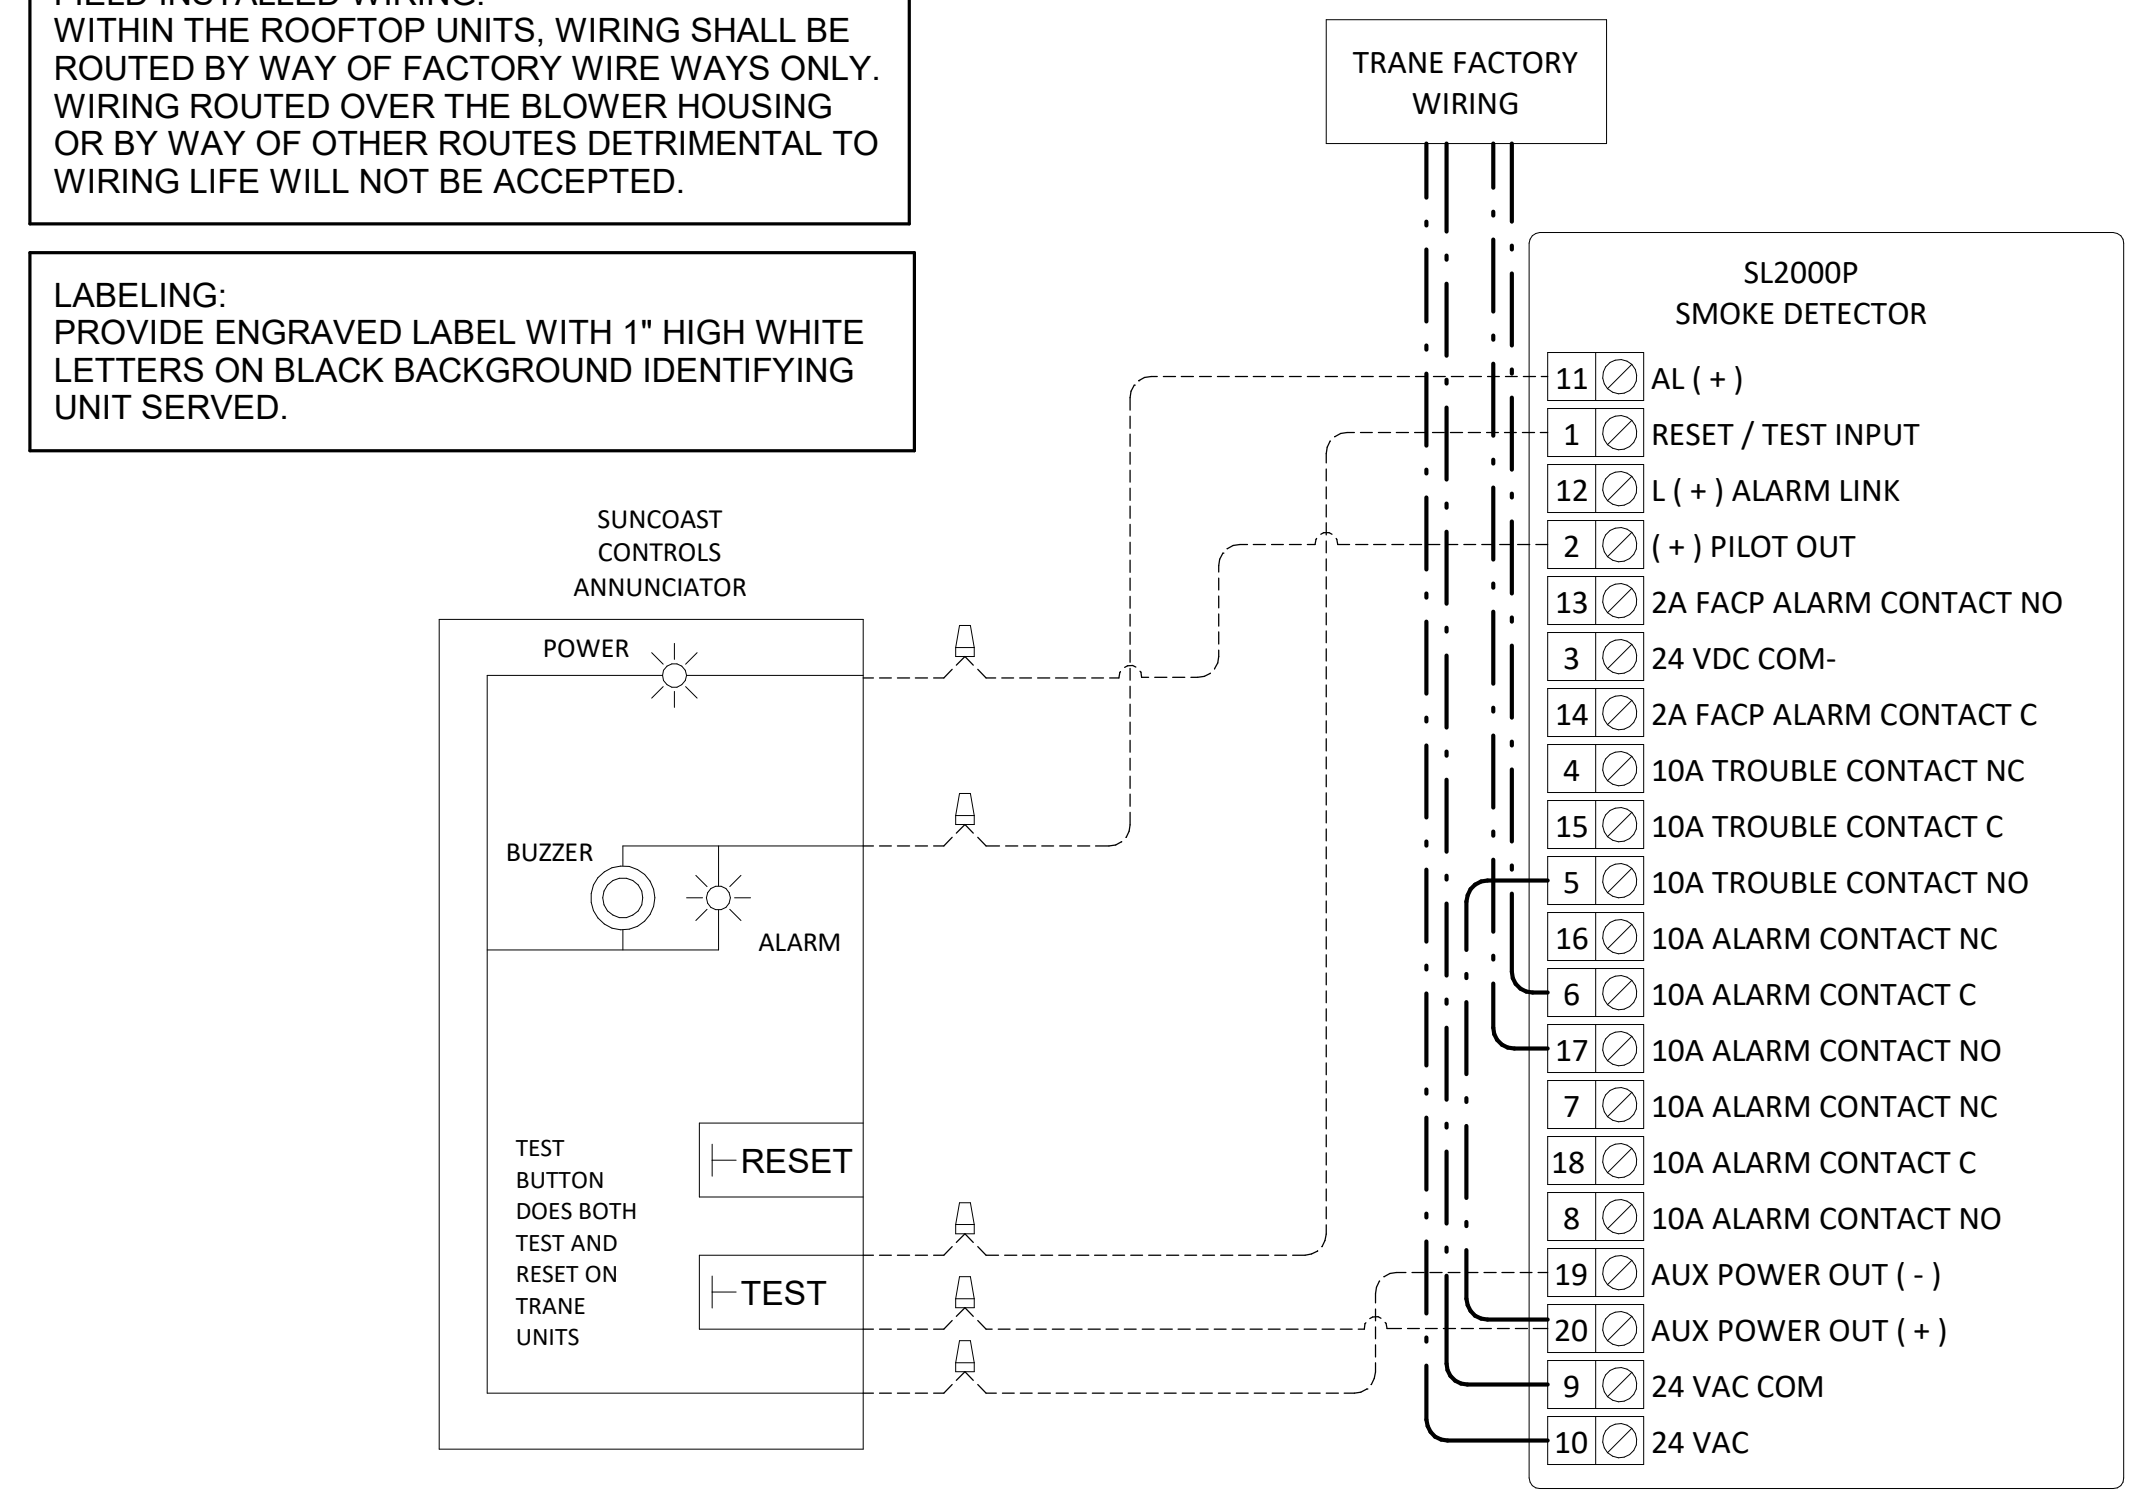 FIELD INSTALLED WIRING:
WITHIN THE ROOFTOP UNITS, WIRING SHALL BE
ROUTED BY WAY OF FACTORY WIRE WAYS ONLY.
WIRING ROUTED OVER THE BLOWER HOUSING
OR BY WAY OF OTHER ROUTES DETRIMENTAL TO
WIRING LIFE WILL NOT BE ACCEPTED.
LABELING:
PROVIDE ENGRAVED LABEL WITH 1" HIGH WHITE
LETTERS ON BLACK BACKGROUND IDENTIFYING
UNIT SERVED.
TRANE FACTORY
WIRING
SUNCOAST
CONTROLS
ANNUNCIATOR
POWER
BUZZER
ALARM
TEST
BUTTON
DOES BOTH
TEST AND
RESET ON
TRANE
UNITS
RESET
TEST
SL2000P
SMOKE DETECTOR
11 AL ( + )
1 RESET / TEST INPUT
12 L ( + ) ALARM LINK
2 ( + ) PILOT OUT
13 2A FACP ALARM CONTACT NO
3 24 VDC COM-
14 2A FACP ALARM CONTACT C
4 10A TROUBLE CONTACT NC
15 10A TROUBLE CONTACT C
5 10A TROUBLE CONTACT NO
16 10A ALARM CONTACT NC
6 10A ALARM CONTACT C
17 10A ALARM CONTACT NO
7 10A ALARM CONTACT NC
18 10A ALARM CONTACT C
8 10A ALARM CONTACT NO
19 AUX POWER OUT ( - )
20 AUX POWER OUT ( + )
9 24 VAC COM
10 24 VAC